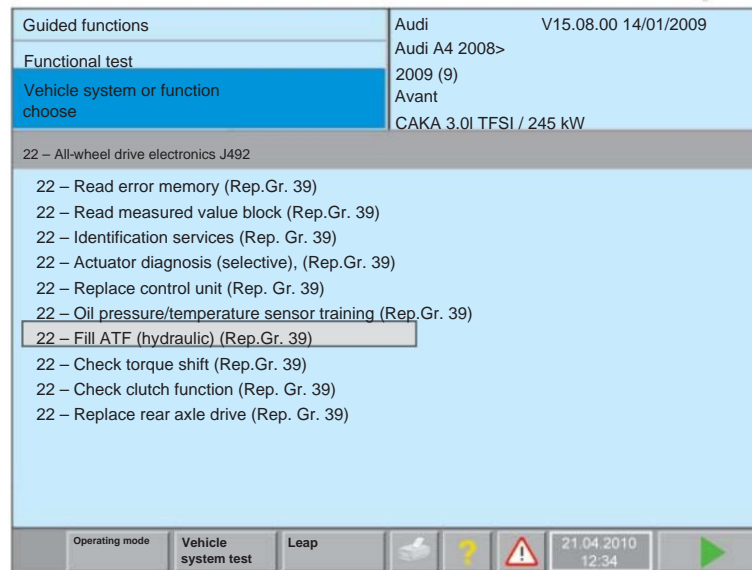 Guided functions
Functional test
Vehicle system or function
choose
Audi V15.08.00 14/01/2009
Audi A4 2008>
2009 (9)
Avant
CAKA 3.0l TFSI / 245 kW
22 – All-wheel drive electronics J492
22 – Read error memory (Rep.Gr. 39)
22 – Read measured value block (Rep.Gr. 39)
22 – Identification services (Rep. Gr. 39)
22 – Actuator diagnosis (selective), (Rep.Gr. 39)
22 – Replace control unit (Rep. Gr. 39)
22 – Oil pressure/temperature sensor training (Rep.Gr. 39)
22 – Fill ATF (hydraulic) (Rep.Gr. 39)
22 – Check torque shift (Rep.Gr. 39)
22 – Check clutch function (Rep. Gr. 39)
22 – Replace rear axle drive (Rep. Gr. 39)
Operating mode
Vehicle
system test
Leap
?
!
21.04.2010
12:34